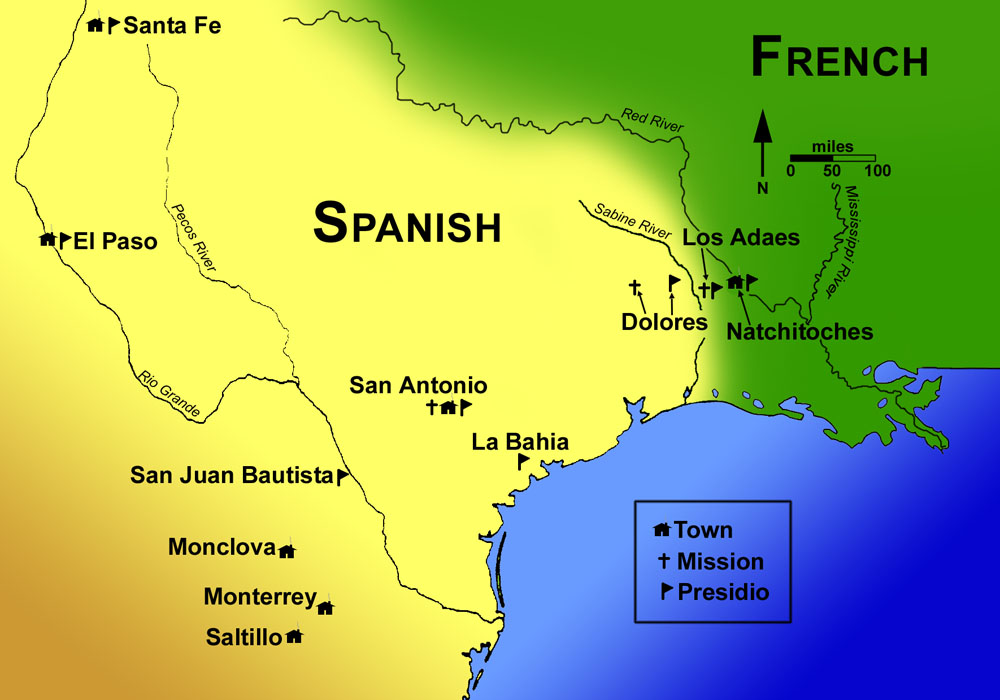 Santa Fe
FRENCH
Red River
miles
0 50 100
N
Mississippi River
Pecos River
SPANISH
Sabine River
Los Adaes
El Paso
Dolores
Natchitoches
Rio Grande
San Antonio
La Bahia
San Juan Bautista
Monclova
Monterrey
Saltillo
Town
Mission
Presidio